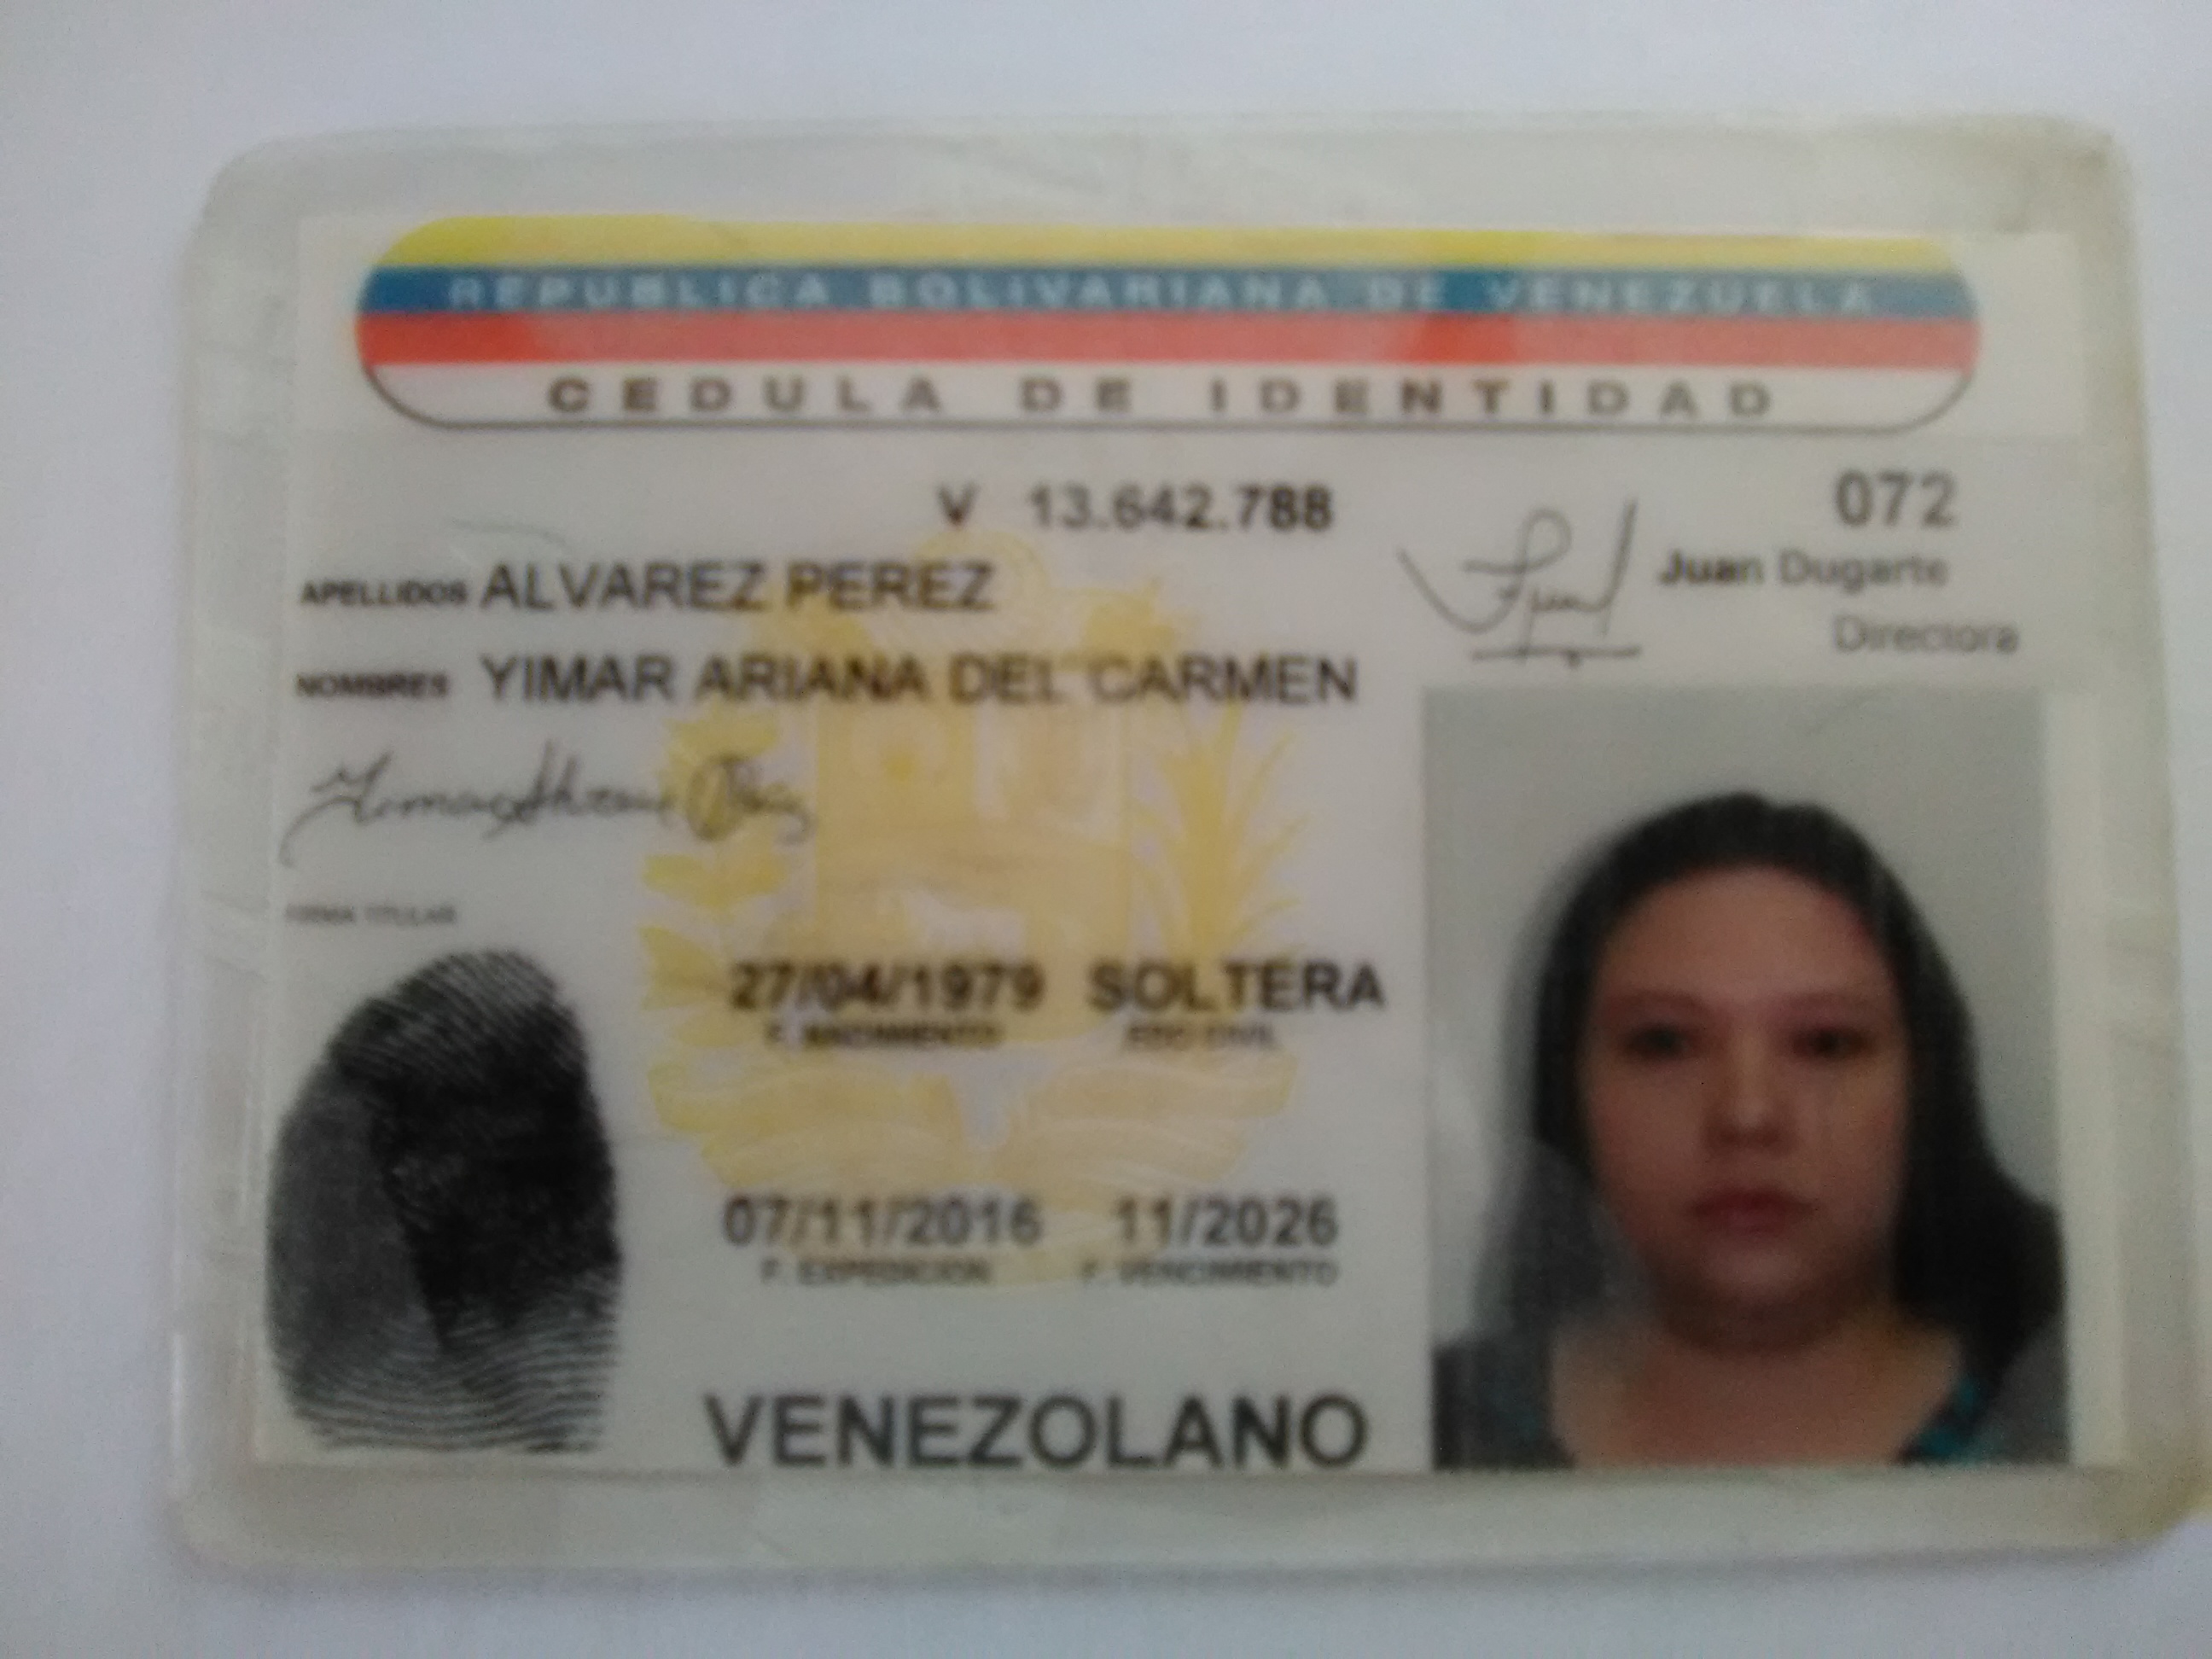 REPUBLICA BOLIVARIANA DE VENEZUELA
CEDULA DE IDENTIDAD
V 13.642.788
072
Juan Dugarte
Directora
APELLIDOS ALVAREZ PEREZ
NOMBRES YIMAR ARIANA DEL CARMEN
FIRMA TITULAR
27/04/1979 SOLTERA
F. NACIMIENTO EDO CIVIL
07/11/2016 11/2026
F. EXPEDICION F. VENCIMIENTO
VENEZOLANO